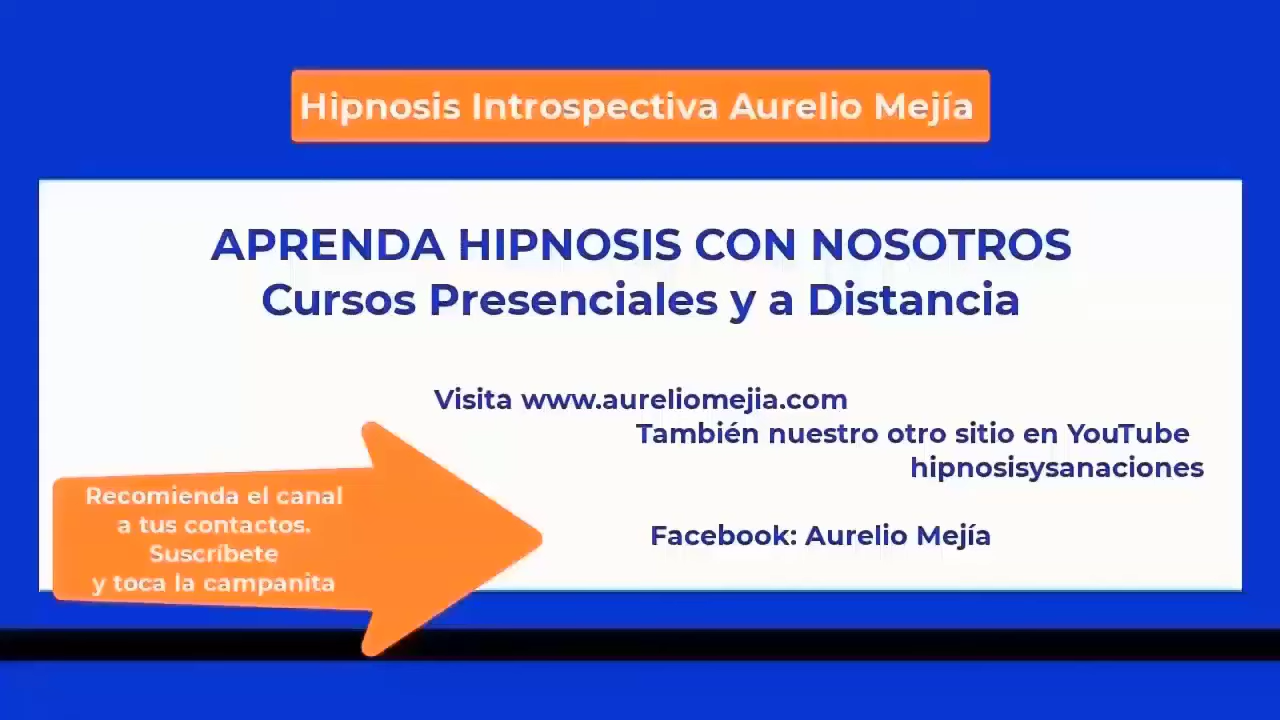 Hipnosis Introspectiva Aurelio Mejía
APRENDA HIPNOSIS CON NOSOTROS
Cursos Presenciales y a Distancia
Visita www.aureliomejia.com
También nuestro otro sitio en YouTube
hipnosisysanaciones
Facebook: Aurelio Mejía
Recomienda el canal
a tus contactos.
Suscríbete
y toca la campanita